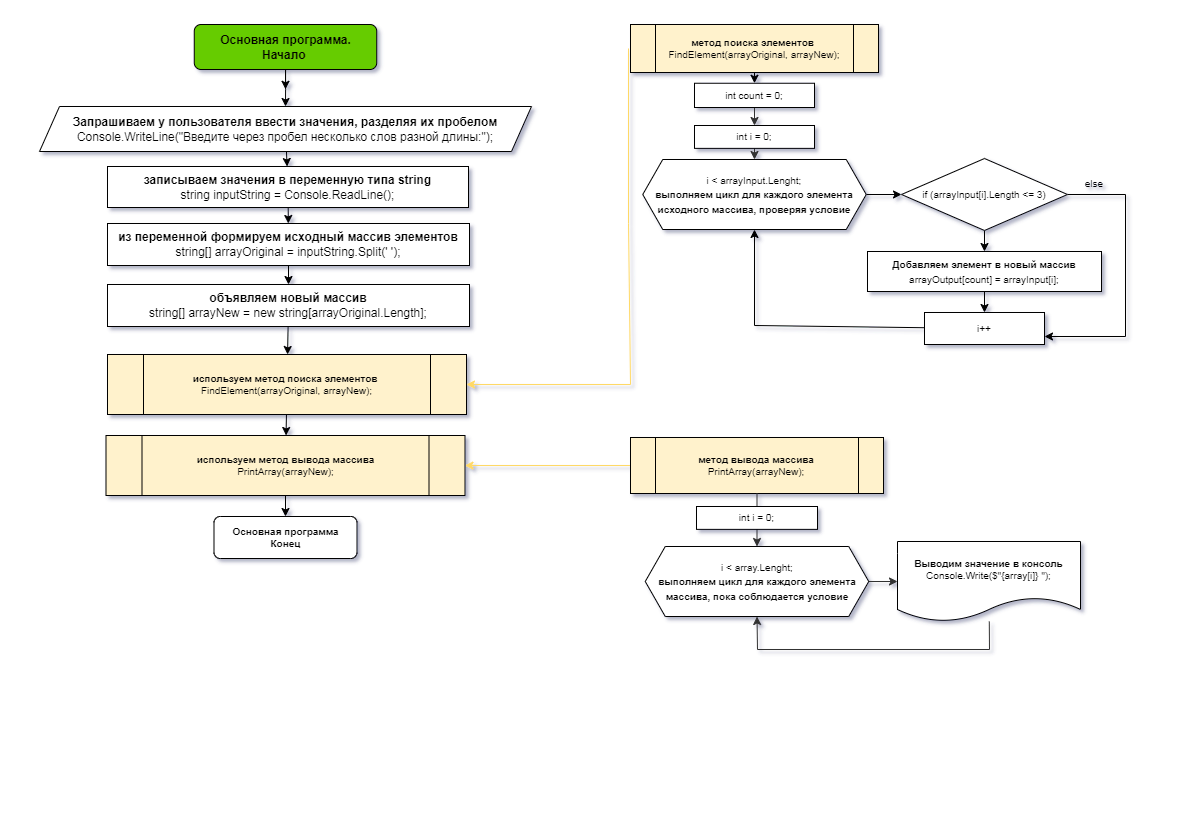 Основная программа.
Начало
Запрашиваем у пользователя ввести значения, разделяя их пробелом
Console.WriteLine("Введите через пробел несколько слов разной длины:");
записываем значения в переменную типа string
string inputString = Console.ReadLine();
из переменной формируем исходный массив элементов
string[] arrayOriginal = inputString.Split(' ');
объявляем новый массив
string[] arrayNew = new string[arrayOriginal.Length];
используем метод поиска элементов
FindElement(arrayOriginal, arrayNew);
используем метод вывода массива
PrintArray(arrayNew);
Основная программа
Конец
метод поиска элементов
FindElement(arrayOriginal, arrayNew);
int count = 0;
int i = 0;
i < arrayInput.Lenght;
выполняем цикл для каждого элемента
исходного массива, проверяя условие
if (arrayInput[i].Length <= 3)
else
Добавляем элемент в новый массив
arrayOutput[count] = arrayInput[i];
i++
метод вывода массива
PrintArray(arrayNew);
int i = 0;
i < array.Lenght;
выполняем цикл для каждого элемента
массива, пока соблюдается условие
Выводим значение в консоль
Console.Write($"{array[i]} ");